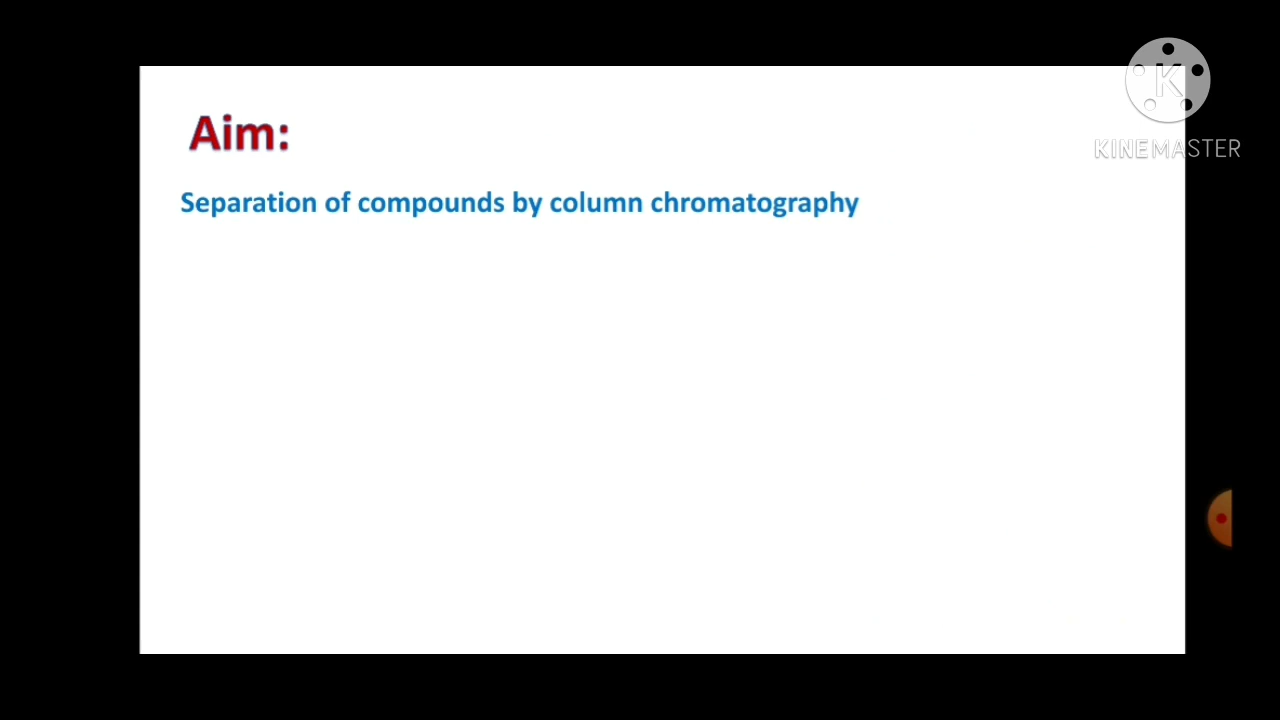 K
KINEMASTER
Aim:
Separation of compounds by column chromatography